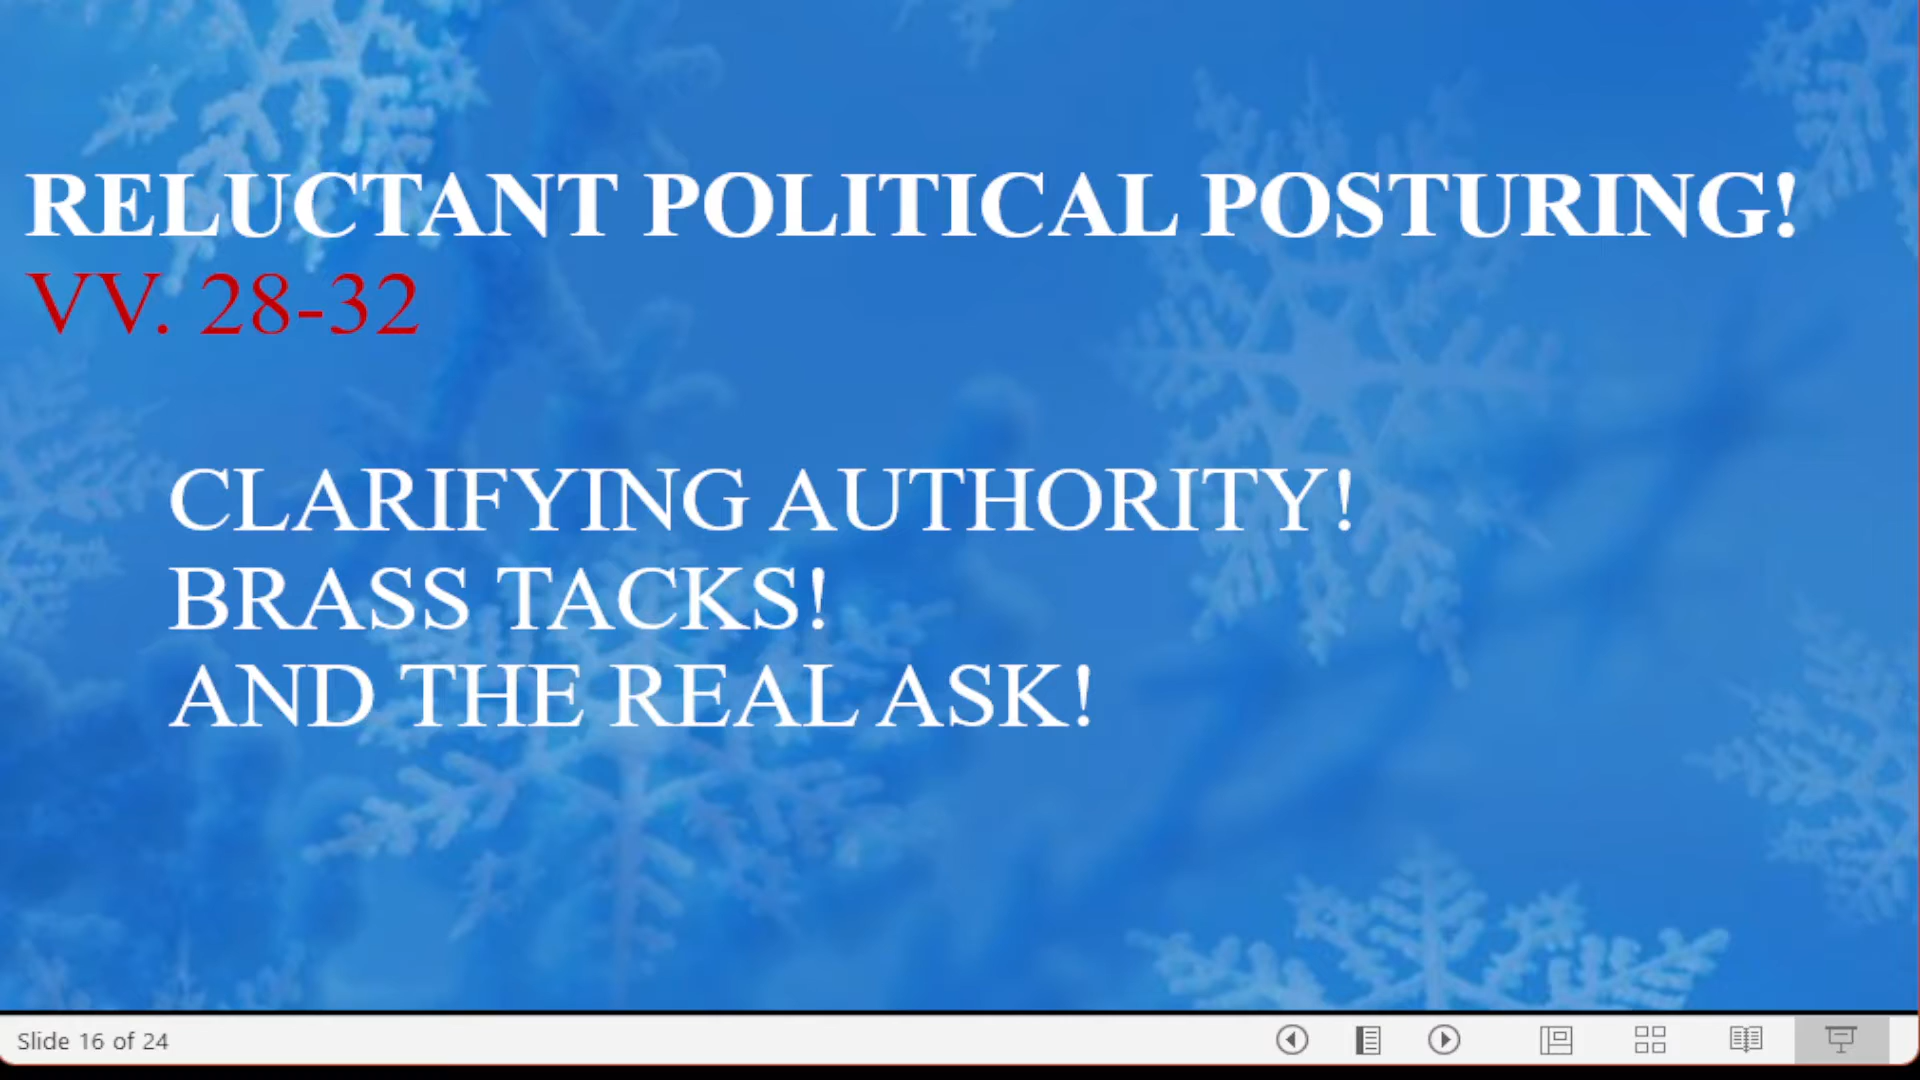 RELUCTANT POLITICAL POSTURING!
VV. 28-32
CLARIFYING AUTHORITY!
BRASS TACKS!
AND THE REAL ASK!
Slide 16 of 24